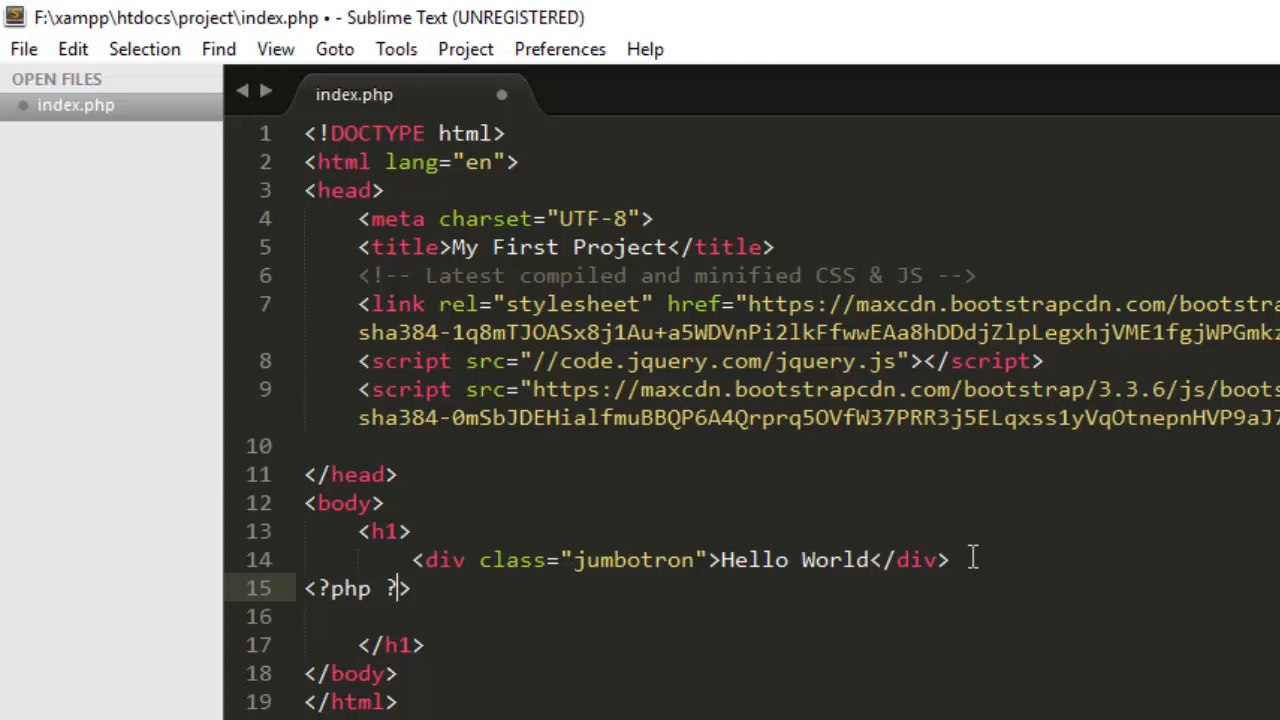 F:\xampp\htdocs\project\index.php • - Sublime Text (UNREGISTERED)
File Edit Selection Find View Goto Tools Project Preferences Help
OPEN FILES
index.php
index.php
1 <!DOCTYPE html>
2 <html lang="en">
3 <head>
4 <meta charset="UTF-8">
5 <title>My First Project</title>
6 <!-- Latest compiled and minified CSS & JS -->
7 <link rel="stylesheet" href="https://maxcdn.bootstrapcdn.com/bootstra
sha384-1q8mTJOASx8j1Au+a5WDVnPi2lkFfwwEAa8hDDdjZlpLegxhjVME1fgjWPGmkz
8 <script src="//code.jquery.com/jquery.js"></script>
9 <script src="https://maxcdn.bootstrapcdn.com/bootstrap/3.3.6/js/boots
sha384-0mSbJDEHialfmuBBQP6A4Qrprq5OVfW37PRR3j5ELqxss1yVqOtnepnHVP9aJ7
10
11 </head>
12 <body>
13 <h1>
14 <div class="jumbotron">Hello World</div>
15 <?php ?>
16
17 </h1>
18 </body>
19 </html>